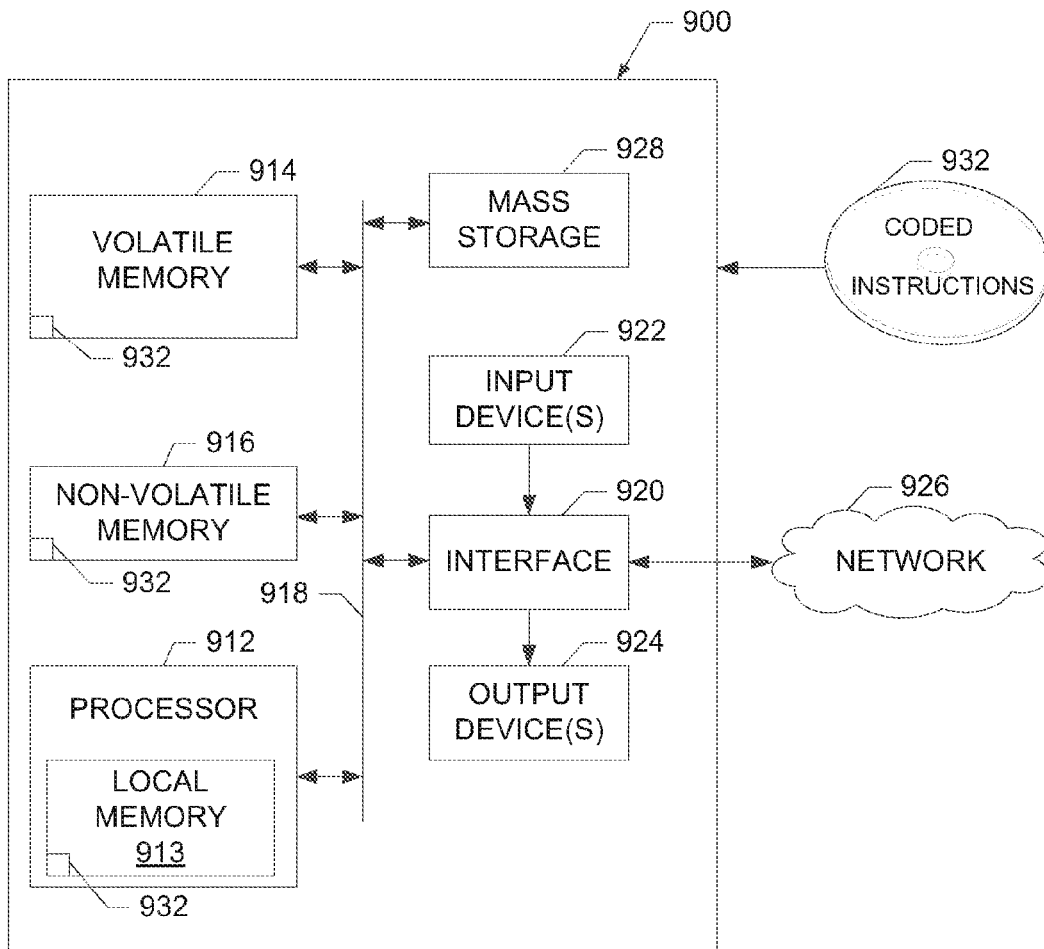 900
914
VOLATILE
MEMORY
932
928
MASS
STORAGE
932
CODED
INSTRUCTIONS
922
INPUT
DEVICE(S)
916
NON-VOLATILE
MEMORY
932
920
INTERFACE
926
NETWORK
918
912
PROCESSOR
LOCAL
MEMORY
913
932
924
OUTPUT
DEVICE(S)